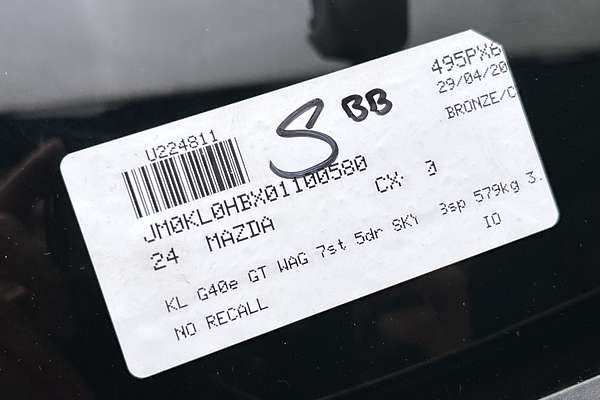 495PX6
29/04/20
BRONZE/C
S BB
U224811
JM0KL0HBX01100580
CX: 3
24 MAZDA
KL G40e GT WAG 7st 5dr SKY 3sp 579kg 3.
IO
NO RECALL